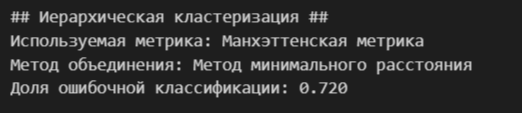 ## Иерархическая кластеризация ##
Используемая метрика: Манхэттенская метрика
Метод объединения: Метод минимального расстояния
Доля ошибочной классификации: 0.720